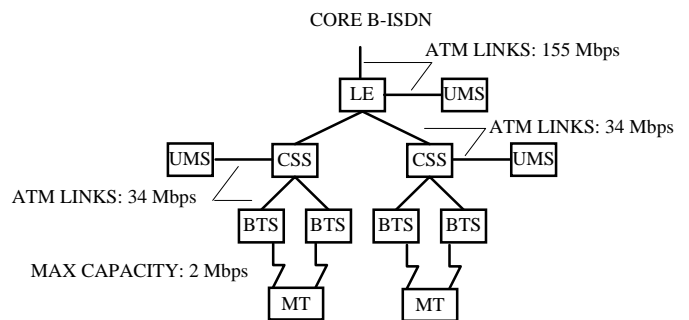 CORE B-ISDN
ATM LINKS: 155 Mbps
LE
UMS
ATM LINKS: 34 Mbps
UMS
CSS
CSS
UMS
ATM LINKS: 34 Mbps
BTS
BTS
BTS
BTS
MAX CAPACITY: 2 Mbps
MT
MT